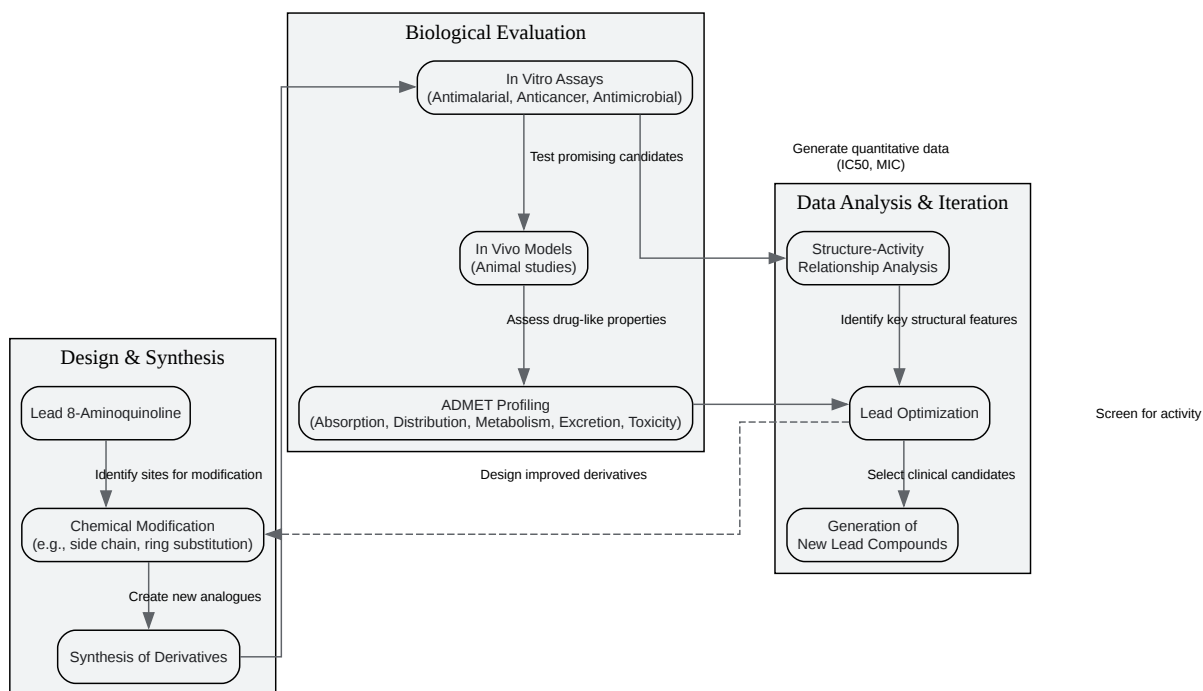 Biological Evaluation
In Vitro Assays
(Antimalarial, Anticancer, Antimicrobial)
Test promising candidates
In Vivo Models
(Animal studies)
Assess drug-like properties
ADMET Profiling
(Absorption, Distribution, Metabolism, Excretion, Toxicity)
Generate quantitative data
(IC50, MIC)
Data Analysis & Iteration
Structure-Activity
Relationship Analysis
Identify key structural features
Lead Optimization
Select clinical candidates
Generation of
New Lead Compounds
Screen for activity
Design improved derivatives
Design & Synthesis
Lead 8-Aminoquinoline
Identify sites for modification
Chemical Modification
(e.g., side chain, ring substitution)
Create new analogues
Synthesis of Derivatives